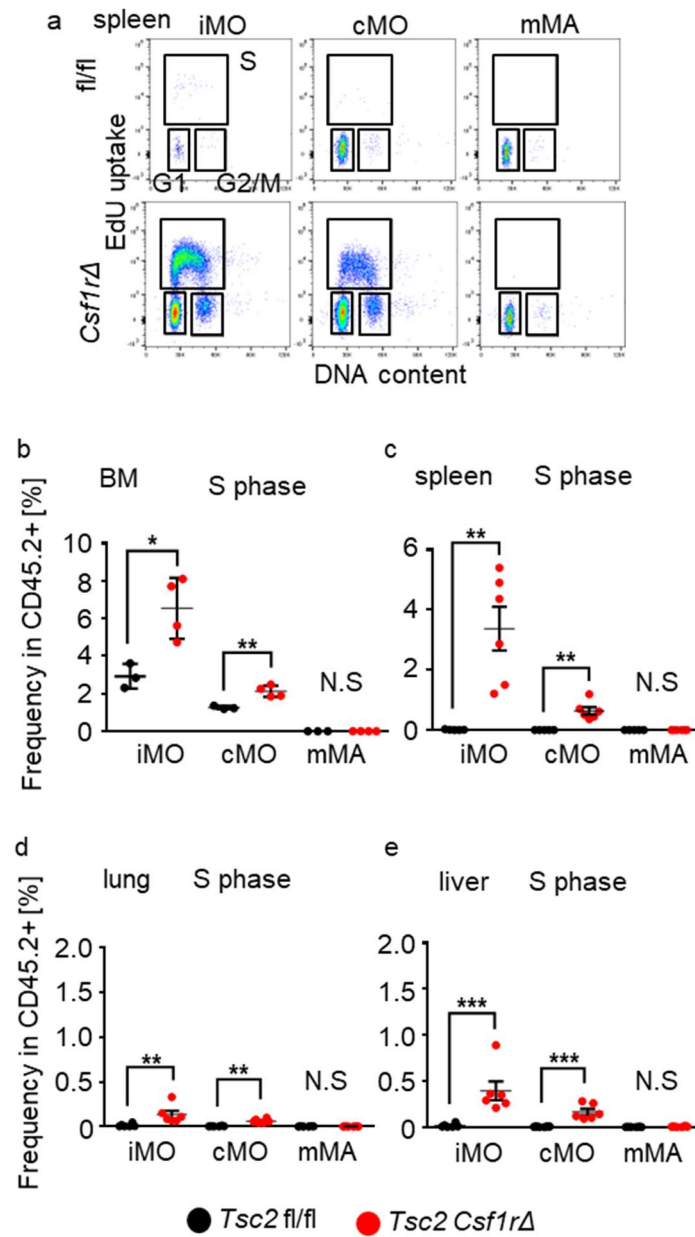 a spleen iMO cMO mMA
fl/fl
S
G1 G2/M
EdU uptake
Csf1rΔ
DNA content
b BM S phase
Frequency in CD45.2+ [%]
10
8
6
4
2
0
* ** N.S
iMO cMO mMA
c spleen S phase
6
4
2
0
** ** N.S
iMO cMO mMA
d lung S phase
Frequency in CD45.2+ [%]
2.0
1.5
1.0
0.5
0
** ** N.S
iMO cMO mMA
e liver S phase
2.0
1.5
1.0
0.5
0
*** *** N.S
iMO cMO mMA
Tsc2 fl/fl Tsc2 Csf1rΔ